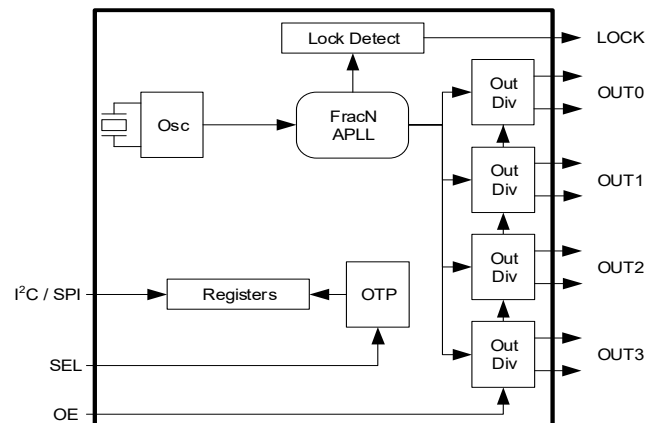 Lock Detect
LOCK
Out
Div
OUT0
Osc
FracN
APLL
Out
Div
OUT1
Out
Div
OUT2
I²C / SPI
Registers
OTP
Out
Div
OUT3
SEL
OE